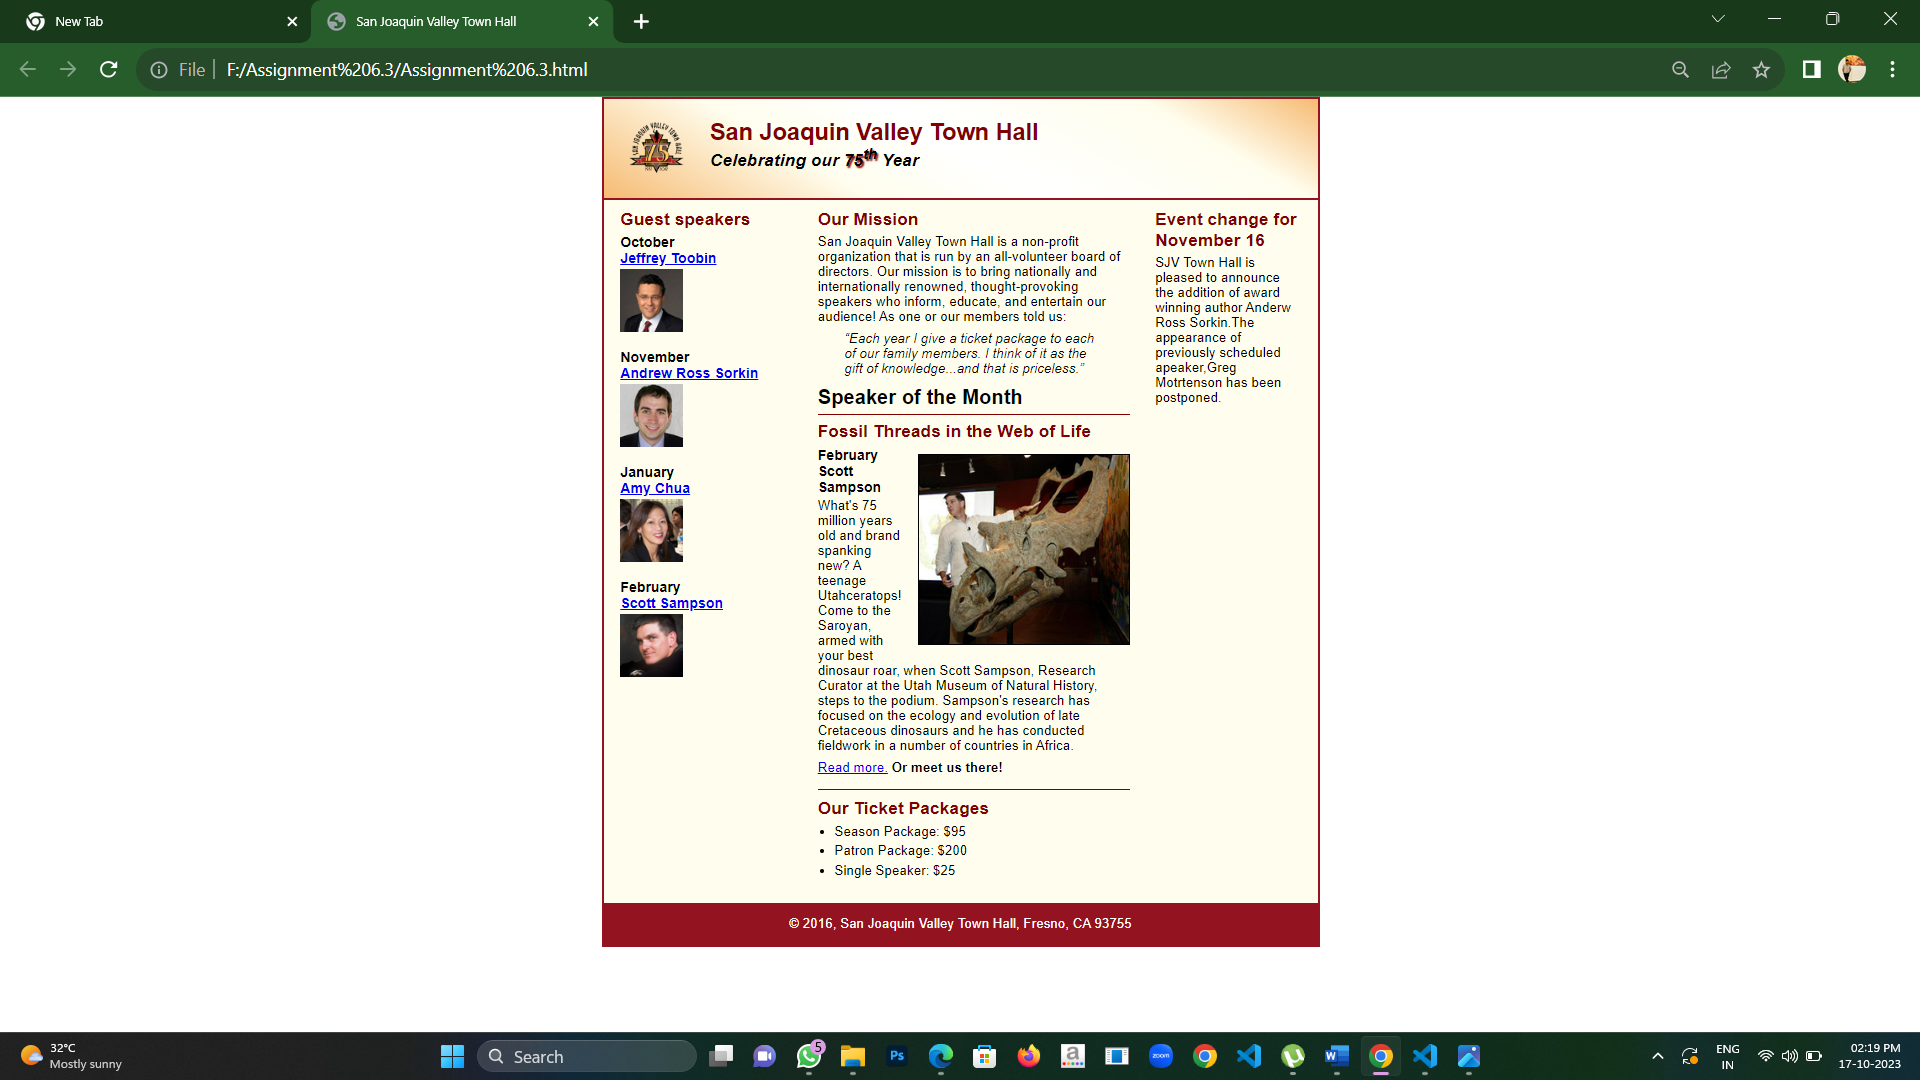 New Tab
San Joaquin Valley Town Hall
File
F:/Assignment%206.3/Assignment%206.3.html
SAN JOAQUIN VALLEY TOWN HALL
75
San Joaquin Valley Town Hall
Celebrating our 75th Year
Guest speakers
October
Jeffrey Toobin
November
Andrew Ross Sorkin
January
Amy Chua
February
Scott Sampson
Our Mission
San Joaquin Valley Town Hall is a non-profit
organization that is run by an all-volunteer board of
directors. Our mission is to bring nationally and
internationally renowned, thought-provoking
speakers who inform, educate, and entertain our
audience! As one or our members told us:
“Each year I give a ticket package to each
of our family members. I think of it as the
gift of knowledge...and that is priceless.”
Speaker of the Month
Fossil Threads in the Web of Life
February
Scott
Sampson
What's 75
million years
old and brand
spanking
new? A
teenage
Utahceratops!
Come to the
Saroyan,
armed with
your best
dinosaur roar, when Scott Sampson, Research
Curator at the Utah Museum of Natural History,
steps to the podium. Sampson's research has
focused on the ecology and evolution of late
Cretaceous dinosaurs and he has conducted
fieldwork in a number of countries in Africa.
Read more. Or meet us there!
Our Ticket Packages
• Season Package: $95
• Patron Package: $200
• Single Speaker: $25
Event change for
November 16
SJV Town Hall is
pleased to announce
the addition of award
winning author Anderw
Ross Sorkin.The
appearance of
previously scheduled
apeaker,Greg
Motrtenson has been
postponed.
© 2016, San Joaquin Valley Town Hall, Fresno, CA 93755
32°C
Mostly sunny
Search
5
Ps
a
zoom
W
ENG
IN
02:19 PM
17-10-2023